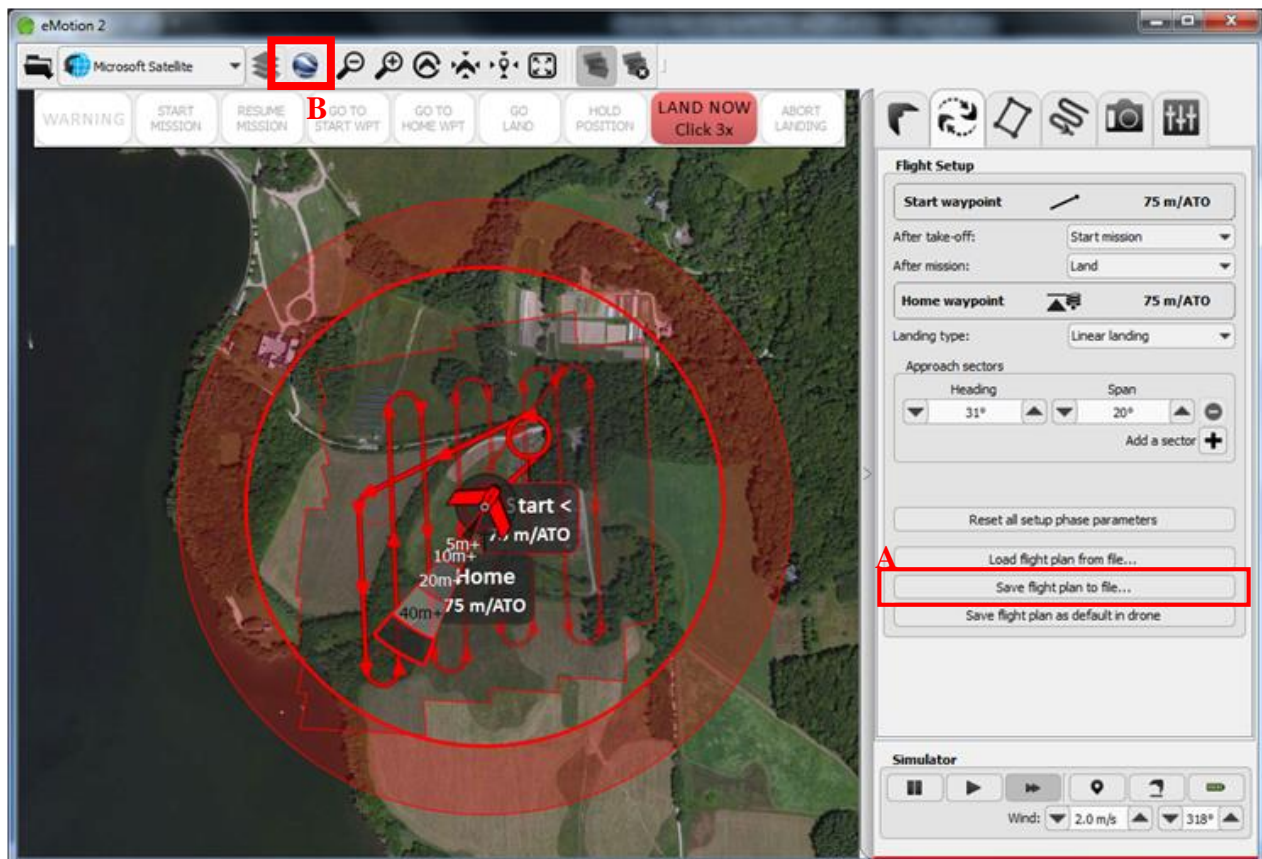 eMotion 2
Microsoft Satellite
B
WARNING
START MISSION
RESUME MISSION
GO TO START WPT
GO TO HOME WPT
GO LAND
HOLD POSITION
LAND NOW
Click 3x
ABORT LANDING
Start <
75 m/ATO
5m+
10m+
20m+
Home
40m+
75 m/ATO
Flight Setup
Start waypoint 75 m/ATO
After take-off: Start mission
After mission: Land
Home waypoint 75 m/ATO
Landing type: Linear landing
Approach sectors
Heading Span
31° 20°
Add a sector
Reset all setup phase parameters
A
Load flight plan from file...
Save flight plan to file...
Save flight plan as default in drone
Simulator
Wind: 2.0 m/s 318°